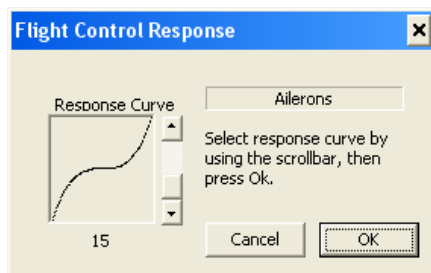 Flight Control Response
Response Curve
Ailerons
Select response curve by
using the scrollbar, then
press Ok.
15
Cancel
OK